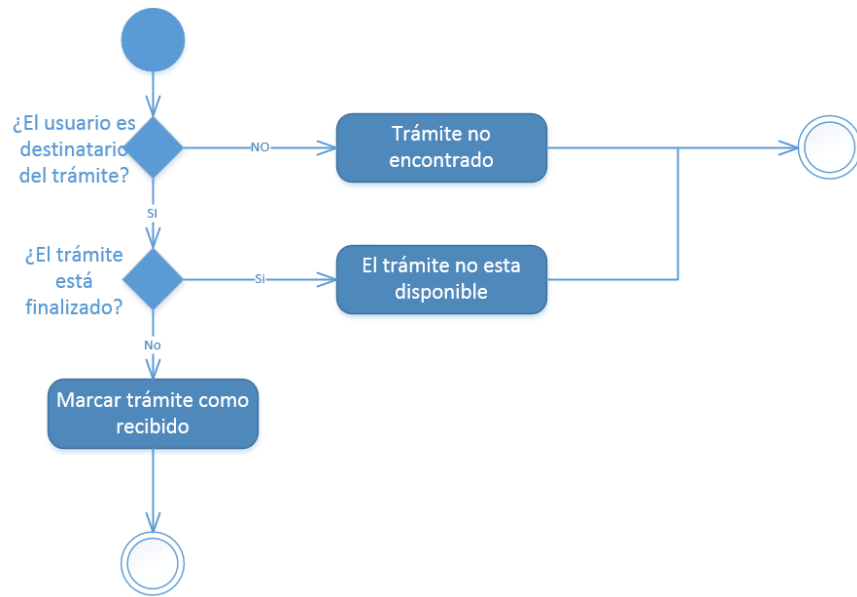 ¿El usuario es
destinatario
del trámite?
NO
Trámite no
encontrado
SI
¿El trámite
está
finalizado?
Si
El trámite no esta
disponible
No
Marcar trámite como
recibido